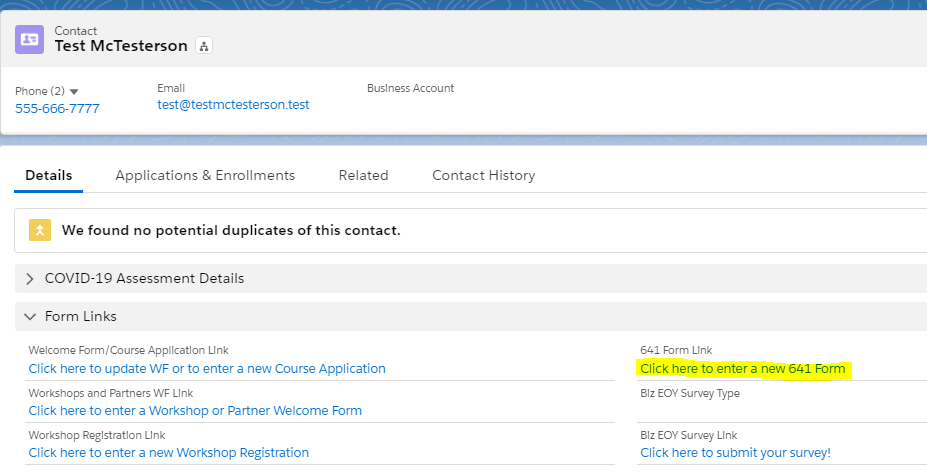 Contact
Test McTesterson
Phone (2)
Email
Business Account
555-666-7777
test@testmctesterson.test
Details
Applications & Enrollments
Related
Contact History
We found no potential duplicates of this contact.
COVID-19 Assessment Details
Form Links
Welcome Form/Course Application Link
641 Form Link
Click here to update WF or to enter a new Course Application
Click here to enter a new 641 Form
Workshops and Partners WF Link
Biz EOY Survey Type
Click here to enter a Workshop or Partner Welcome Form
Workshop Registration Link
Biz EOY Survey Link
Click here to enter a new Workshop Registration
Click here to submit your survey!